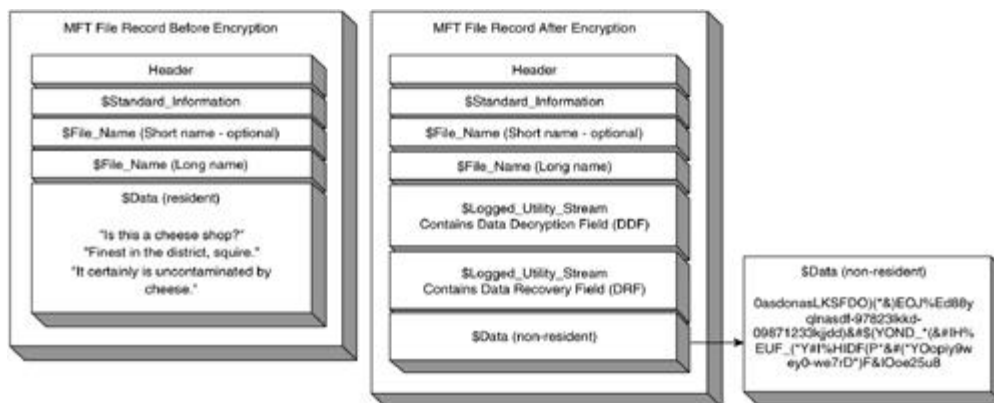 MFT File Record Before Encryption
Header
$Standard_Information
$File_Name (Short name - optional)
$File_Name (Long name)
$Data (resident)
"Is this a cheese shop?"
"Finest in the district, squire."
"It certainly is uncontaminated by
cheese."
MFT File Record After Encryption
Header
$Standard_Information
$File_Name (Short name - optional)
$File_Name (Long name)
$Logged_Utility_Stream
Contains Data Decryption Field (DDF)
$Logged_Utility_Stream
Contains Data Recovery Field (DRF)
$Data (non-resident)
$Data (non-resident)